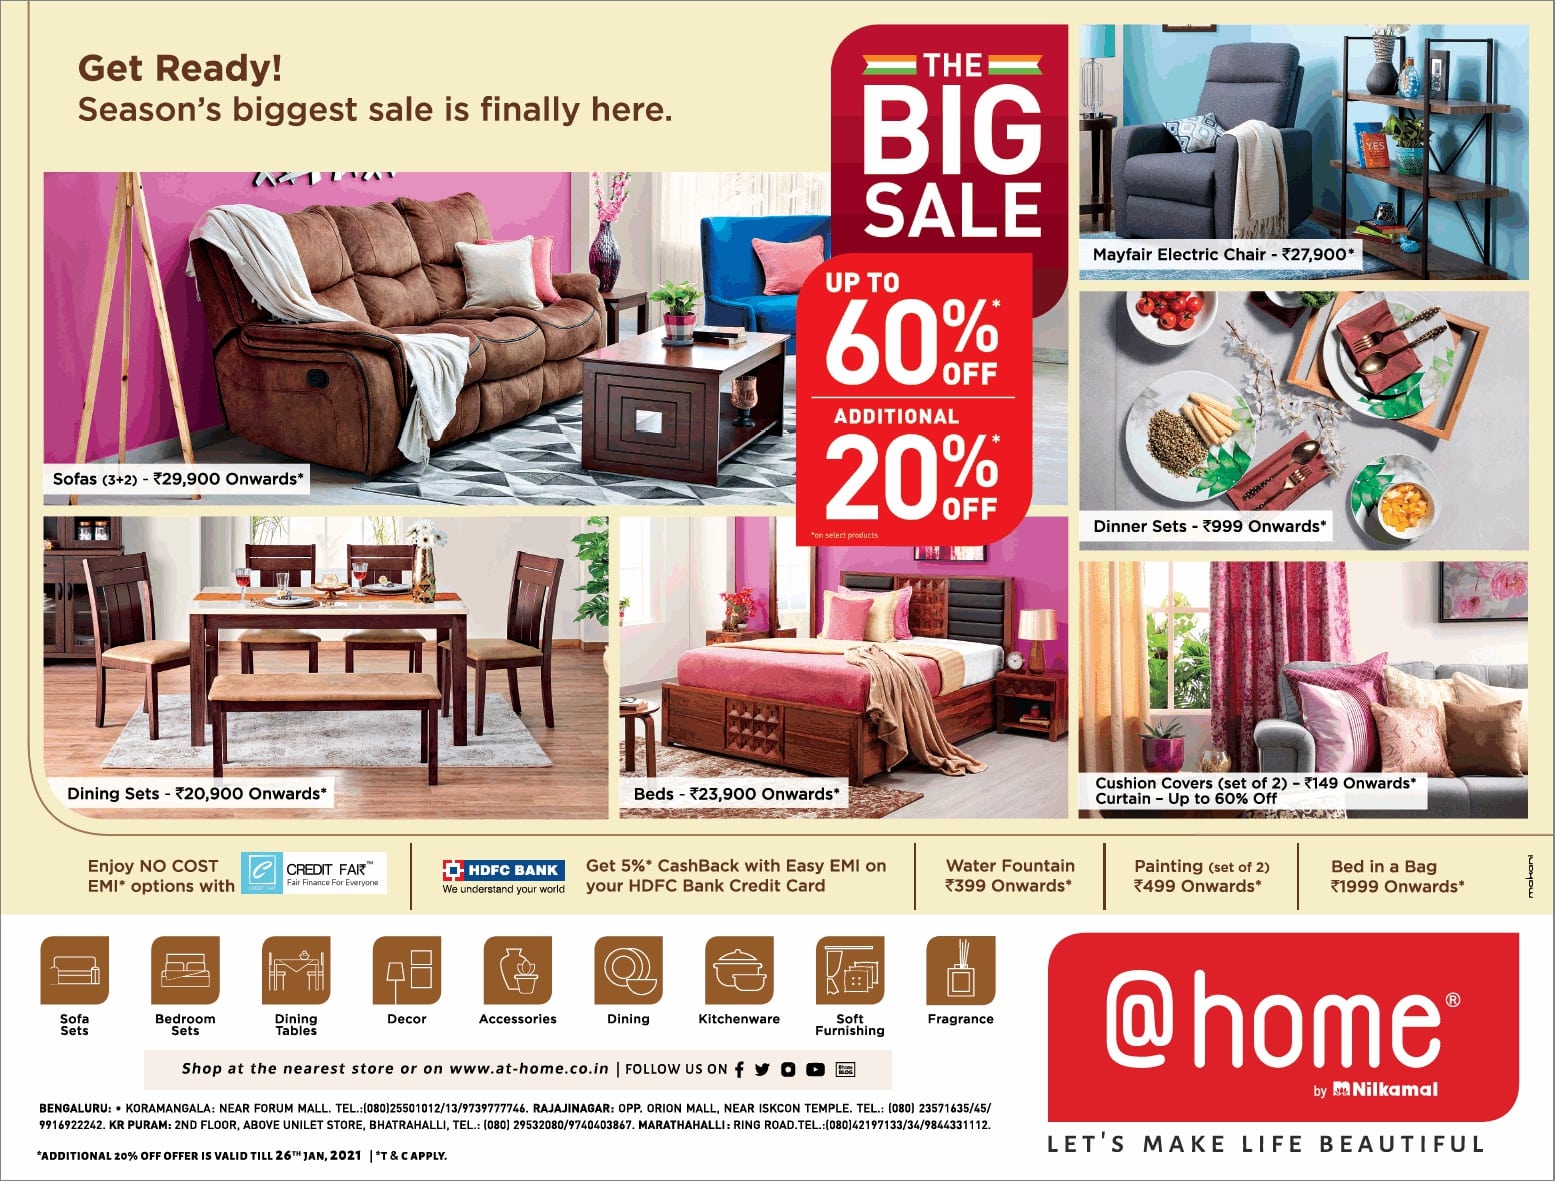 Get Ready!
Season's biggest sale is finally here.
THE
BIG
SALE
UP TO
60%*
OFF
ADDITIONAL
20%*
OFF
*on select products
Sofas (3+2) - ₹29,900 Onwards*
Mayfair Electric Chair - ₹27,900*
Dinner Sets - ₹999 Onwards*
Dining Sets - ₹20,900 Onwards*
Beds - ₹23,900 Onwards*
Cushion Covers (set of 2) – ₹149 Onwards*
Curtain – Up to 60% Off
Enjoy NO COST
EMI* options with
CREDIT FAIR™
Fair Finance For Everyone
CREDIT FAIR
HDFC BANK
We understand your world
Get 5%* CashBack with Easy EMI on
your HDFC Bank Credit Card
Water Fountain
₹399 Onwards*
Painting (set of 2)
₹499 Onwards*
Bed in a Bag
₹1999 Onwards*
makani
Sofa
Sets
Bedroom
Sets
Dining
Tables
Decor
Accessories
Dining
Kitchenware
Soft
Furnishing
Fragrance
Shop at the nearest store or on www.at-home.co.in | FOLLOW US ON
BLOG
@home®
by Nilkamal
LET'S MAKE LIFE BEAUTIFUL
BENGALURU: • KORAMANGALA: NEAR FORUM MALL. TEL.:(080)25501012/13/9739777746. RAJAJINAGAR: OPP. ORION MALL, NEAR ISKCON TEMPLE. TEL.: (080) 23571635/45/
9916922242. KR PURAM: 2ND FLOOR, ABOVE UNILET STORE, BHATRAHALLI, TEL.: (080) 29532080/9740403867. MARATHAHALLI: RING ROAD.TEL.:(080)42197133/34/9844331112.
*ADDITIONAL 20% OFF OFFER IS VALID TILL 26TH JAN, 2021 | *T & C APPLY.